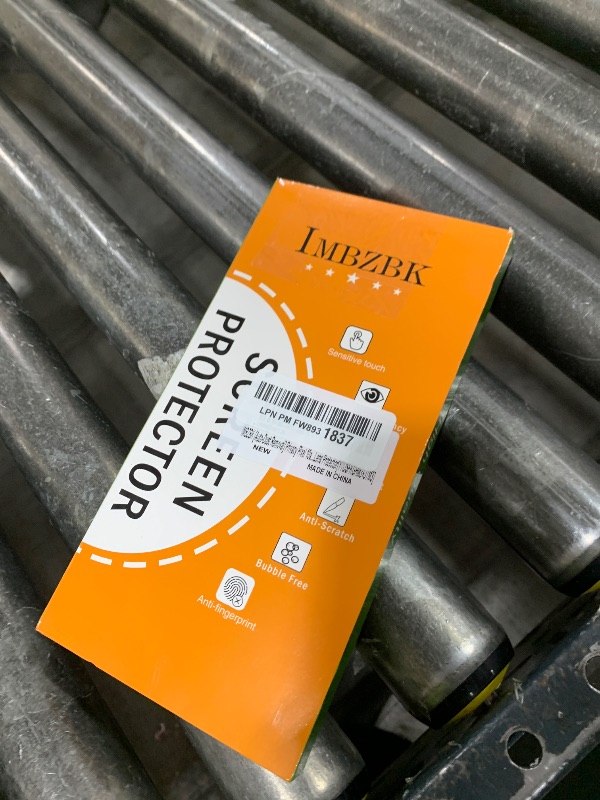 IMBZBK
SCREEN
PROTECTOR
Sensitive touch
LPN PM FW893 1837
NEW
MADE IN CHINA
Anti-Scratch
Bubble Free
Anti-fingerprint